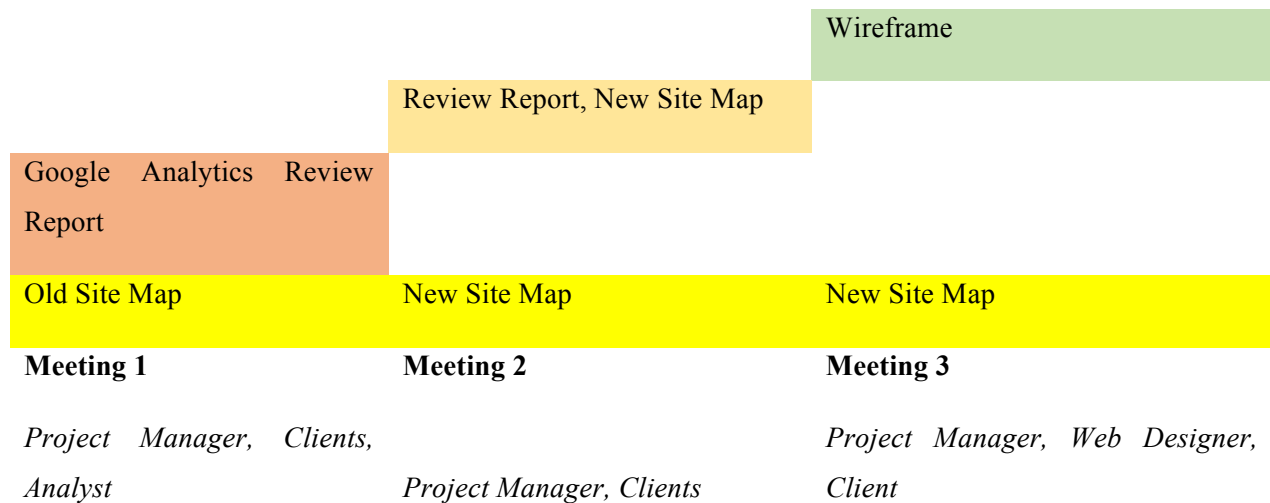 Wireframe
Review Report, New Site Map
Google Analytics Review
Report
Old Site Map
New Site Map
New Site Map
Meeting 1
Meeting 2
Meeting 3
Project Manager, Clients,
Analyst
Project Manager, Clients
Project Manager, Web Designer,
Client